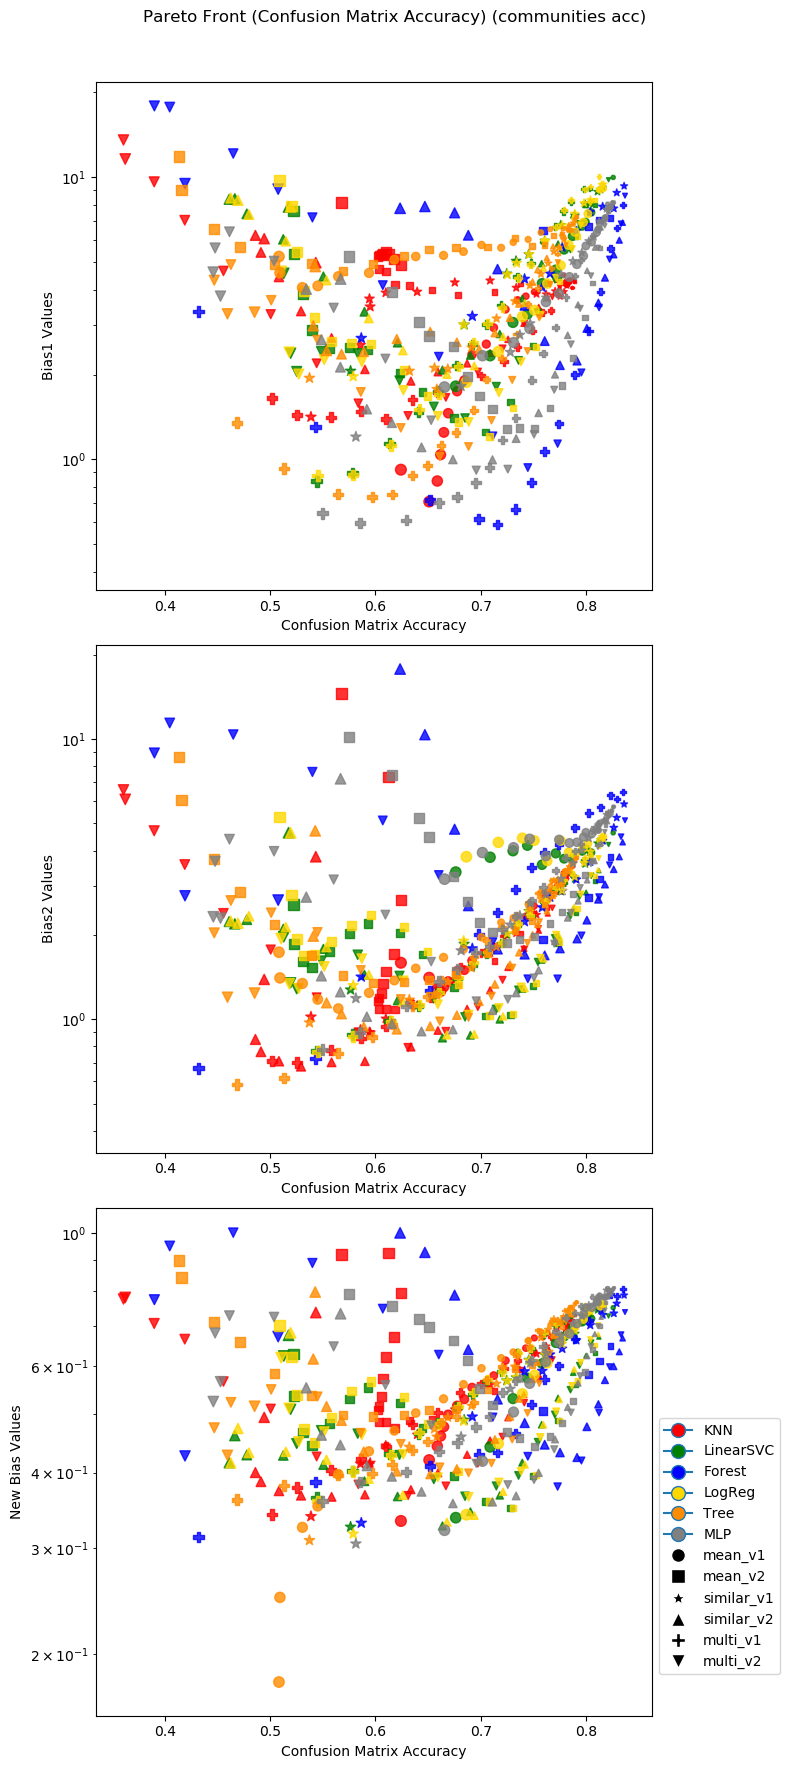 Pareto Front (Confusion Matrix Accuracy) (communities acc)
10¹
10⁰
Bias1 Values
0.4 0.5 0.6 0.7 0.8
Confusion Matrix Accuracy
10¹
10⁰
Bias2 Values
0.4 0.5 0.6 0.7 0.8
Confusion Matrix Accuracy
10⁰
6 × 10⁻¹
4 × 10⁻¹
3 × 10⁻¹
2 × 10⁻¹
New Bias Values
0.4 0.5 0.6 0.7 0.8
Confusion Matrix Accuracy
KNN
LinearSVC
Forest
LogReg
Tree
MLP
mean_v1
mean_v2
similar_v1
similar_v2
multi_v1
multi_v2